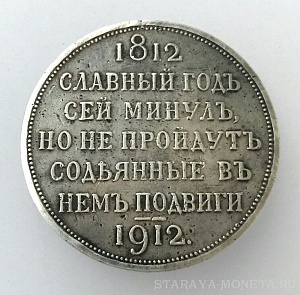 1812
СЛАВНЫЙ ГОДЪ
СЕЙ МИНУЛЪ,
НО НЕ ПРОЙДУТЪ
СОДѢЯННЫЕ ВЪ
НЕМЪ ПОДВИГИ
1912.
STARAYA-MONETA.RU